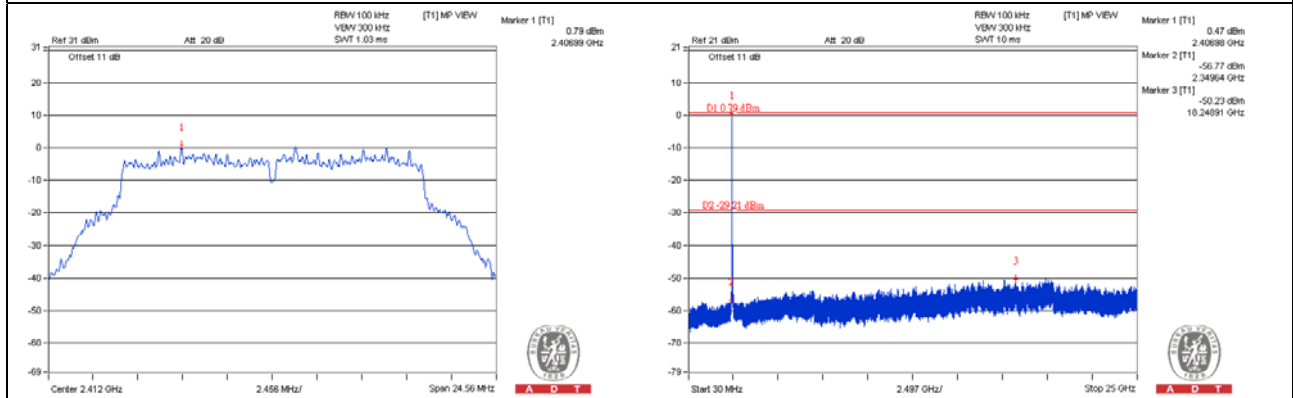 RBW 100 kHz
VBW 300 kHz
SWT 1.03 ms
[T1] MP VIEW
Marker 1 [T1]
0.79 dBm
2.40699 GHz
Ref 31 dBm
Att 20 dB
Offset 11 dB
31
20
10
0
-10
-20
-30
-40
-50
-60
-69
1
Center 2.412 GHz
2.456 MHz/
Span 24.56 MHz
BUREAU VERITAS
1828
A D T
RBW 100 kHz
VBW 300 kHz
SWT 10 ms
[T1] MP VIEW
Marker 1 [T1]
0.47 dBm
2.40698 GHz
Marker 2 [T1]
-56.77 dBm
2.34964 GHz
Marker 3 [T1]
-50.23 dBm
18.24891 GHz
Ref 21 dBm
Att 20 dB
Offset 11 dB
21
10
0
-10
-20
-30
-40
-50
-60
-70
-79
1
D1 0.79 dBm
D2 -29.21 dBm
2
3
Start 30 MHz
2.497 GHz/
Stop 25 GHz
BUREAU VERITAS
1828
A D T